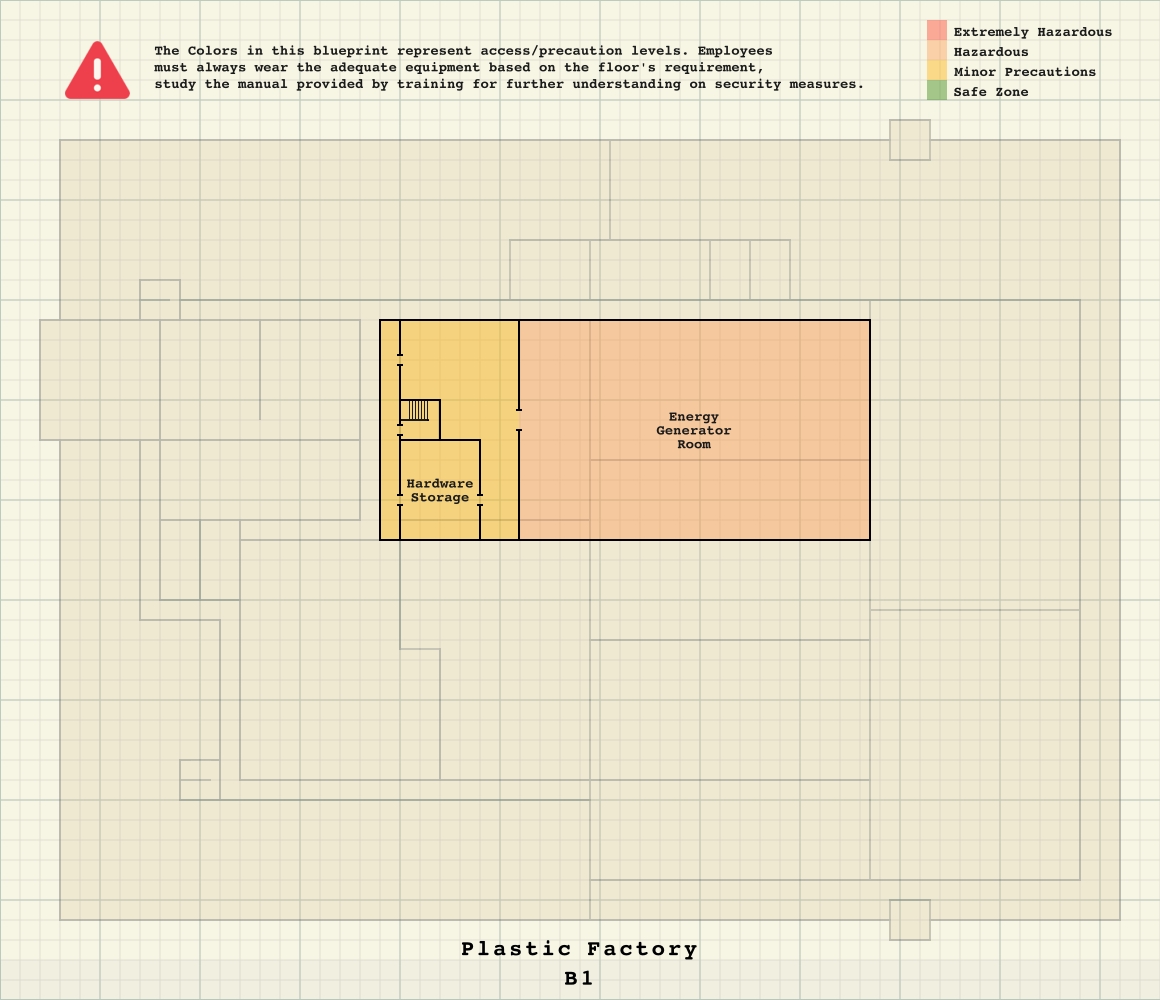 The Colors in this blueprint represent access/precaution levels. Employees
must always wear the adequate equipment based on the floor's requirement,
study the manual provided by training for further understanding on security measures.
Extremely Hazardous
Hazardous
Minor Precautions
Safe Zone
Energy
Generator
Room
Hardware
Storage
Plastic Factory
B1